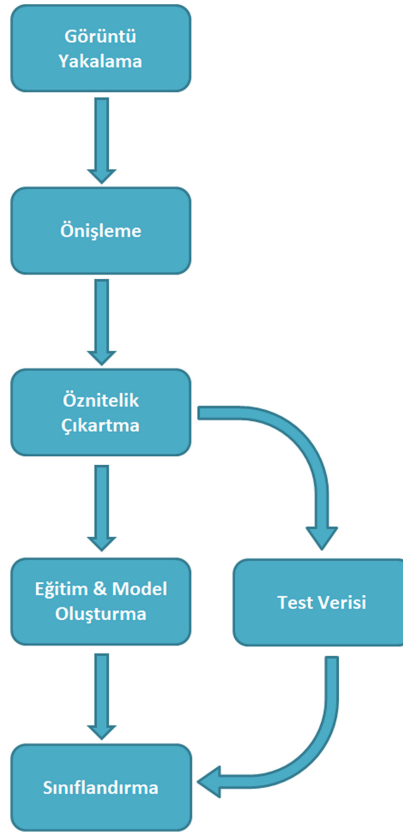 Görüntü
Yakalama
Önişleme
Öznitelik
Çıkartma
Eğitim & Model
Oluşturma
Test Verisi
Sınıflandırma